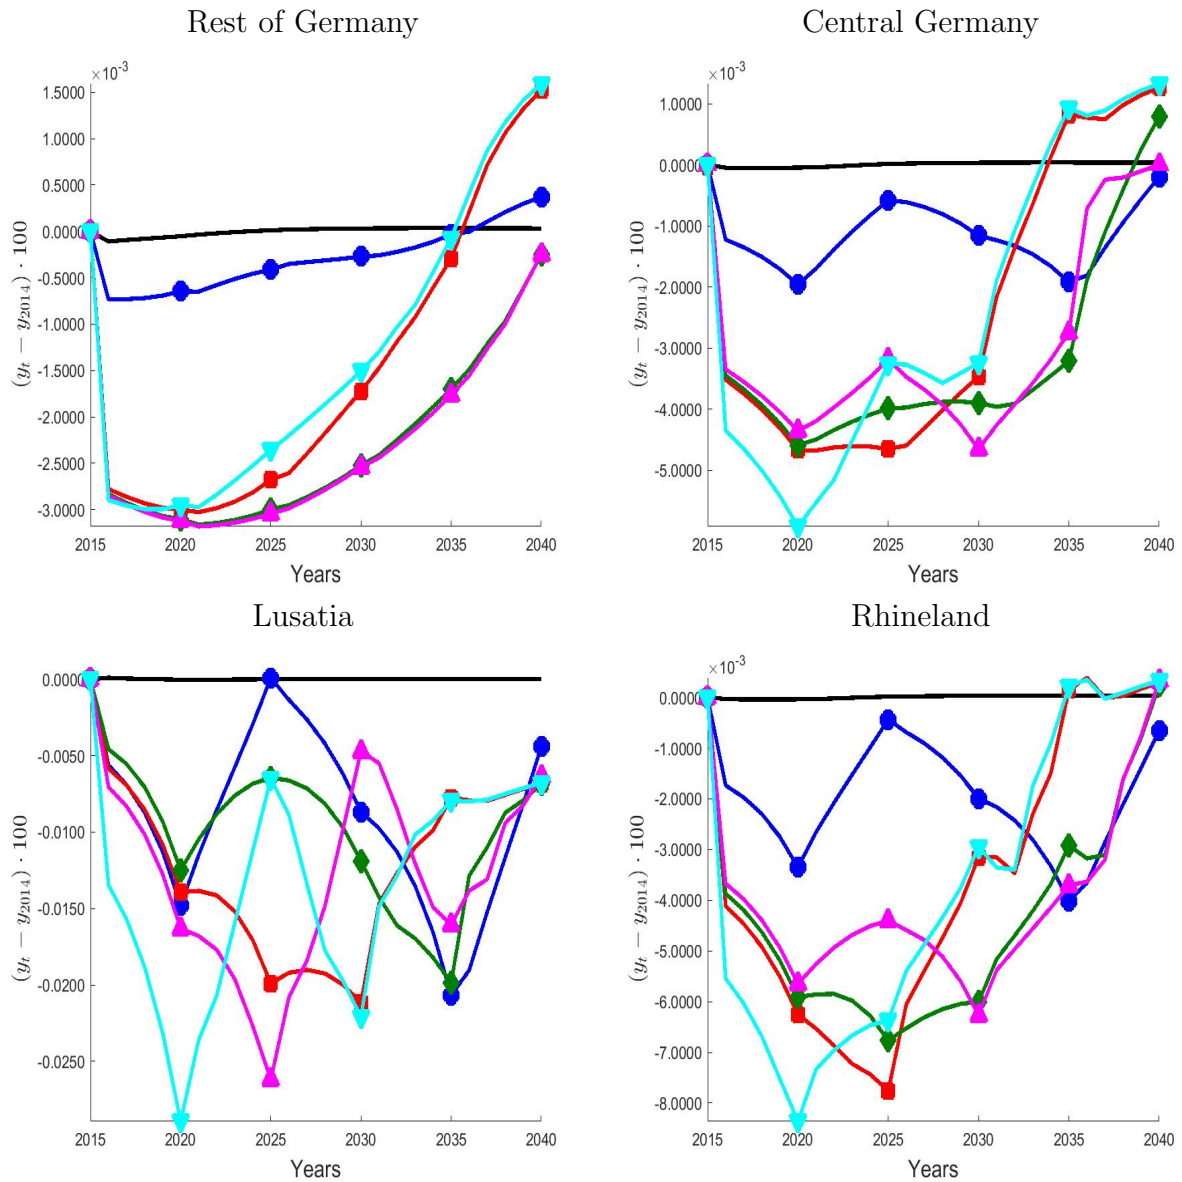 Rest of Germany
×10⁻³
1.5000
1.0000
0.5000
0.0000
-0.5000
-1.0000
-1.5000
-2.0000
-2.5000
-3.0000
(yₜ − y₂₀₁₄) · 100
2015 2020 2025 2030 2035 2040
Years
Central Germany
×10⁻³
1.0000
0.0000
-1.0000
-2.0000
-3.0000
-4.0000
-5.0000
(yₜ − y₂₀₁₄) · 100
2015 2020 2025 2030 2035 2040
Years
Lusatia
0.0000
-0.0050
-0.0100
-0.0150
-0.0200
-0.0250
(yₜ − y₂₀₁₄) · 100
2015 2020 2025 2030 2035 2040
Years
Rhineland
×10⁻³
0.0000
-1.0000
-2.0000
-3.0000
-4.0000
-5.0000
-6.0000
-7.0000
-8.0000
(yₜ − y₂₀₁₄) · 100
2015 2020 2025 2030 2035 2040
Years